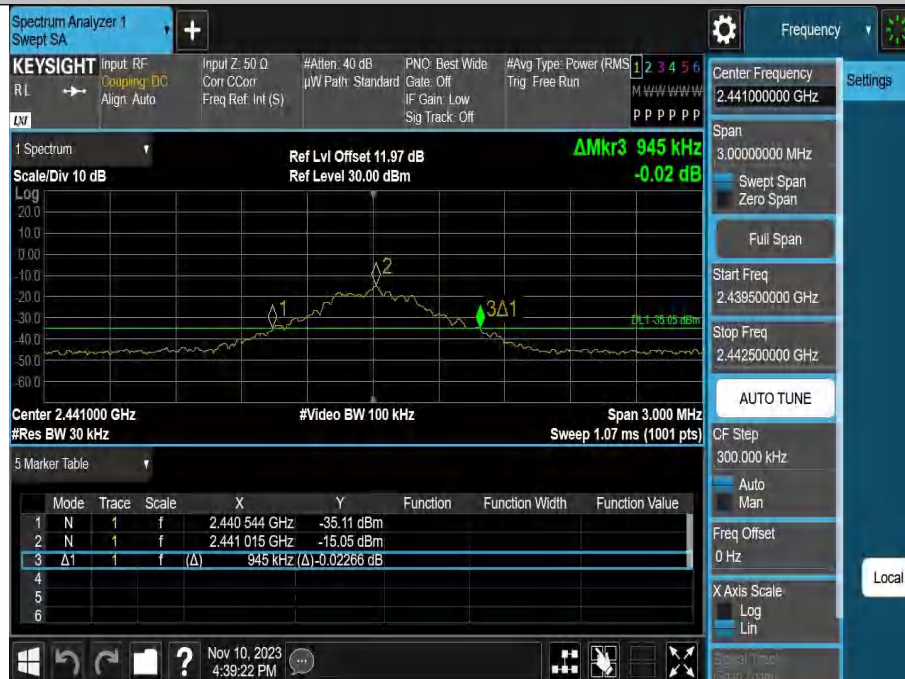 Spectrum Analyzer 1
Swept SA
+
Frequency
KEYSIGHT Input: RF Input Z: 50 Ω #Atten: 40 dB PNO: Best Wide #Avg Type: Power (RMS 1 2 3 4 5 6
RL Coupling: DC Corr CCorr µW Path: Standard Gate: Off Trig: Free Run M W W W W W
Align: Auto Freq Ref: Int (S) IF Gain: Low
LXI Sig Track: Off P P P P P P
1 Spectrum
Scale/Div 10 dB
Ref Lvl Offset 11.97 dB
Ref Level 30.00 dBm
ΔMkr3 945 kHz
-0.02 dB
Log
20.0
10.0
0.00
-10.0
-20.0
-30.0
-40.0
-50.0
-60.0
1
2
3Δ1
DL1 -35.05 dBm
Center 2.441000 GHz #Video BW 100 kHz Span 3.000 MHz
#Res BW 30 kHz Sweep 1.07 ms (1001 pts)
5 Marker Table
Mode Trace Scale X Y Function Function Width Function Value
1 N 1 f 2.440 544 GHz -35.11 dBm
2 N 1 f 2.441 015 GHz -15.05 dBm
3 Δ1 1 f (Δ) 945 kHz (Δ) -0.02266 dB
4
5
6
?
Nov 10, 2023
4:39:22 PM
Center Frequency
2.441000000 GHz
Settings
Span
3.00000000 MHz
Swept Span
Zero Span
Full Span
Start Freq
2.439500000 GHz
Stop Freq
2.442500000 GHz
AUTO TUNE
CF Step
300.000 kHz
Auto
Man
Freq Offset
0 Hz
Local
X Axis Scale
Log
Lin
Signal Track